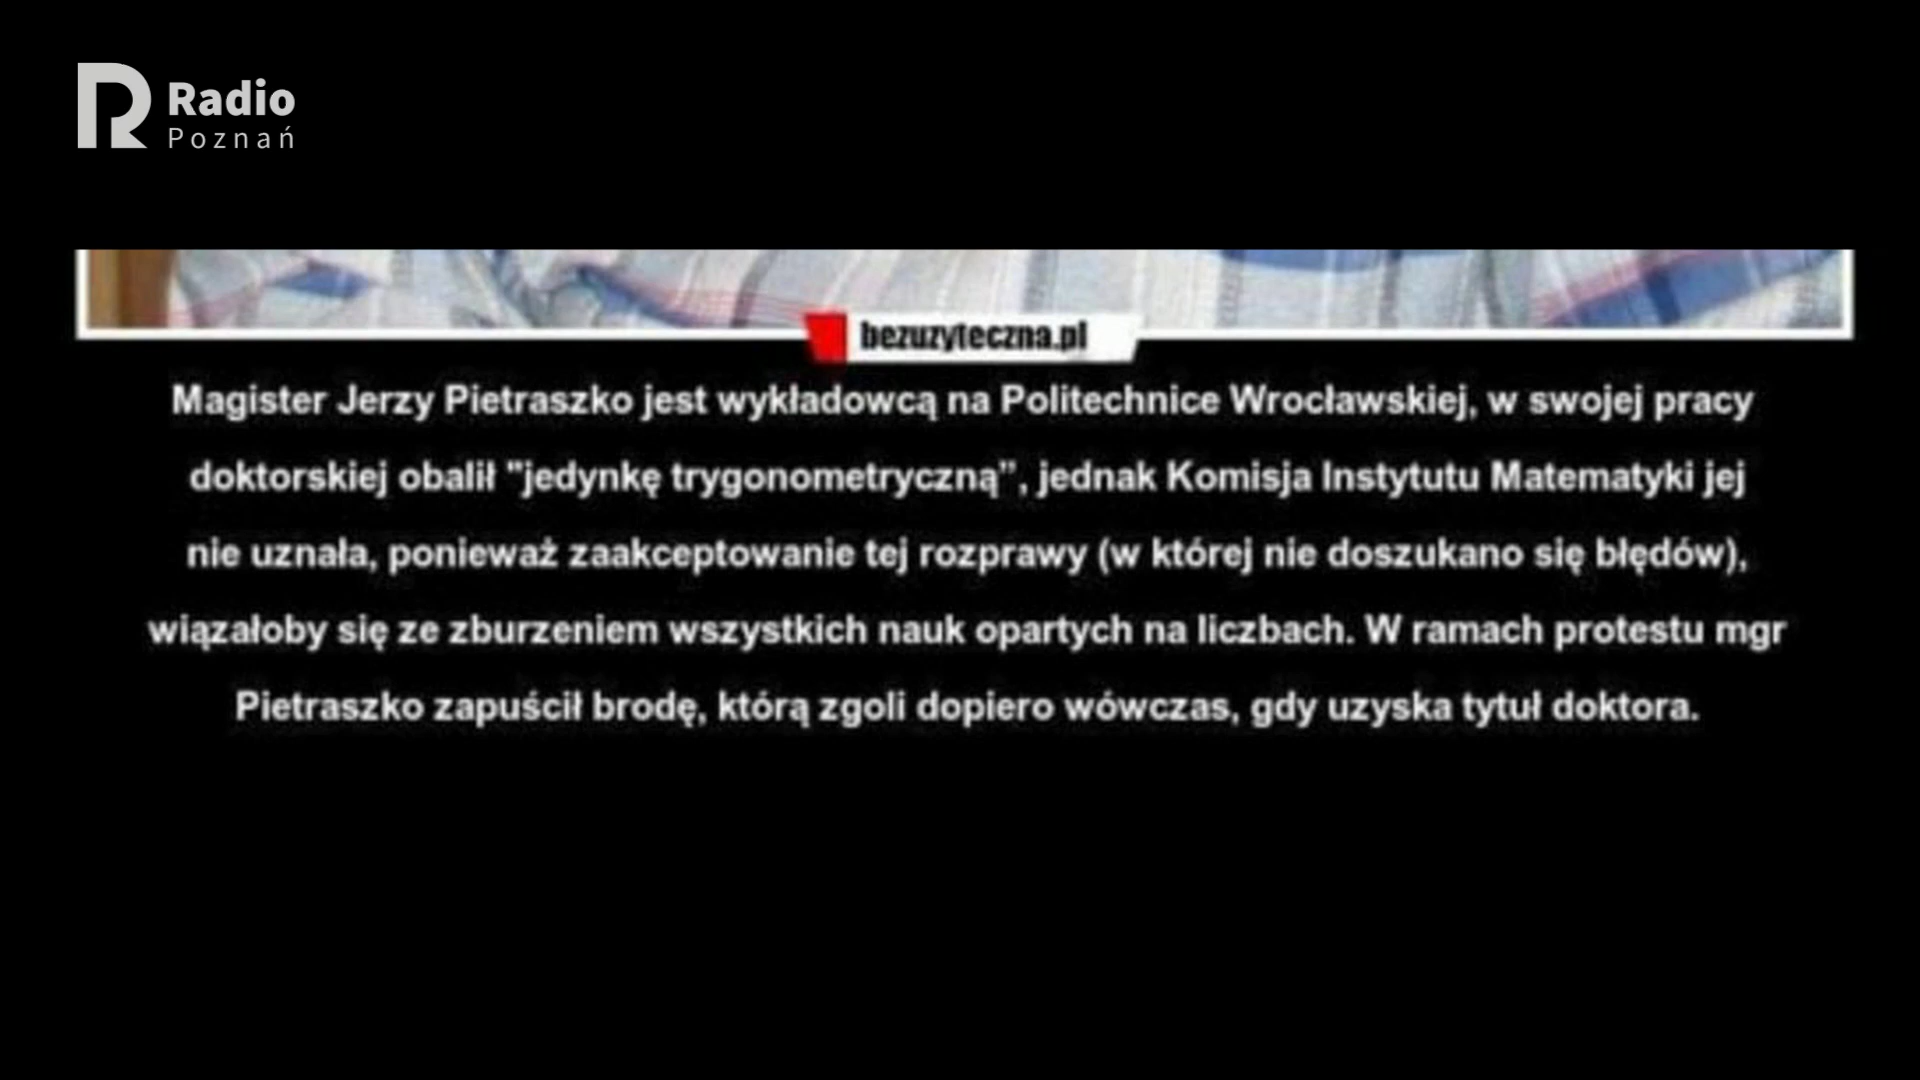 Radio
Poznań
bezuzyteczna.pl
Magister Jerzy Pietraszko jest wykładowcą na Politechnice Wrocławskiej, w swojej pracy
doktorskiej obalił "jedynkę trygonometryczną", jednak Komisja Instytutu Matematyki jej
nie uznała, ponieważ zaakceptowanie tej rozprawy (w której nie doszukano się błędów),
wiązałoby się ze zburzeniem wszystkich nauk opartych na liczbach. W ramach protestu mgr
Pietraszko zapuścił brodę, którą zgoli dopiero wówczas, gdy uzyska tytuł doktora.